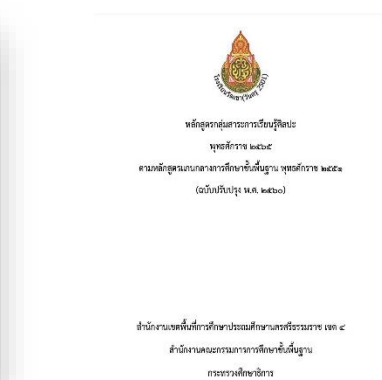 หลักสูตรกลุ่มสาระการเรียนรู้ศิลปะ
พุทธศักราช ๒๕๖๕
ตามหลักสูตรแกนกลางการศึกษาขั้นพื้นฐาน พุทธศักราช ๒๕๕๑
(ฉบับปรับปรุง พ.ศ. ๒๕๖๐)
สำนักงานเขตพื้นที่การศึกษาประถมศึกษานครศรีธรรมราช เขต ๔
สำนักงานคณะกรรมการการศึกษาขั้นพื้นฐาน
กระทรวงศึกษาธิการ